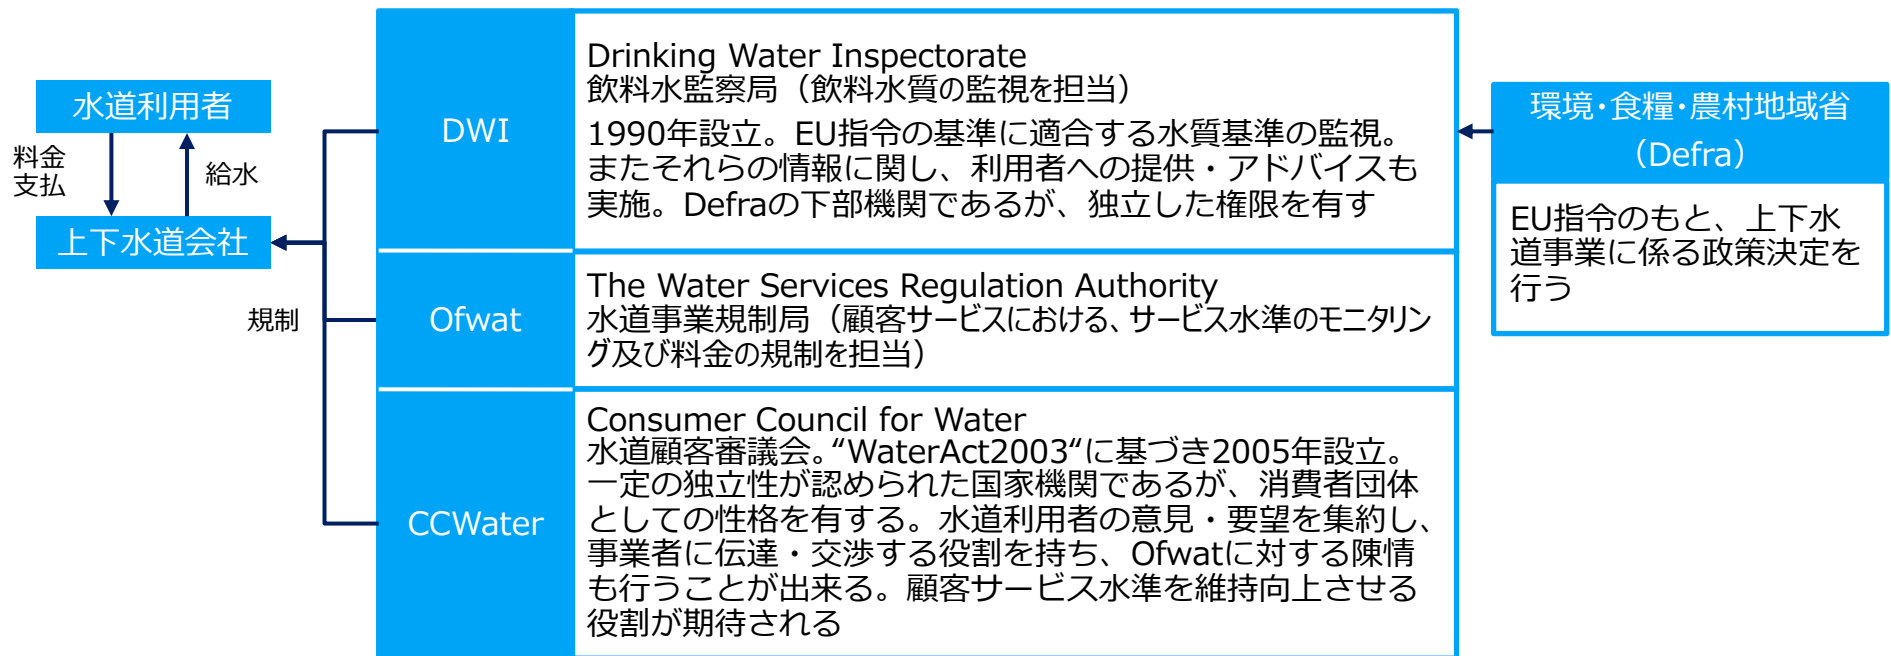 水道利用者
料金
支払
給水
上下水道会社
規制
DWI
Drinking Water Inspectorate
飲料水監察局（飲料水質の監視を担当）
1990年設立。EU指令の基準に適合する水質基準の監視。
またそれらの情報に関し、利用者への提供・アドバイスも
実施。Defraの下部機関であるが、独立した権限を有す
Ofwat
The Water Services Regulation Authority
水道事業規制局（顧客サービスにおける、サービス水準のモニタリン
グ及び料金の規制を担当）
CCWater
Consumer Council for Water
水道顧客審議会。“WaterAct2003“に基づき2005年設立。
一定の独立性が認められた国家機関であるが、消費者団体
としての性格を有する。水道利用者の意見・要望を集約し、
事業者に伝達・交渉する役割を持ち、Ofwatに対する陳情
も行うことが出来る。顧客サービス水準を維持向上させる
役割が期待される
環境・食糧・農村地域省
（Defra）
EU指令のもと、上下水
道事業に係る政策決定を
行う